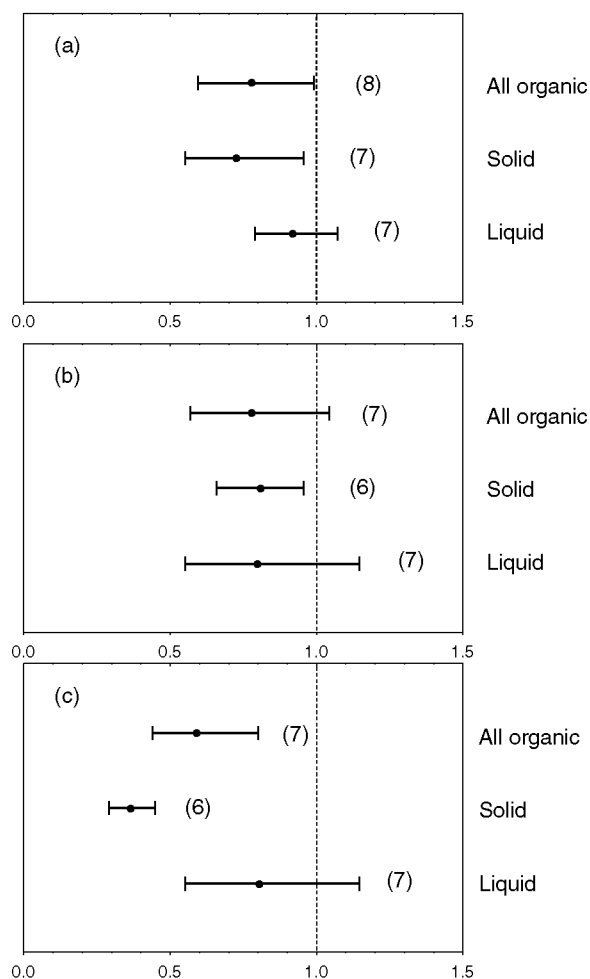 (a)
(8) All organic
(7) Solid
(7) Liquid
0.0 0.5 1.0 1.5
(b)
(7) All organic
(6) Solid
(7) Liquid
0.0 0.5 1.0 1.5
(c)
(7) All organic
(6) Solid
(7) Liquid
0.0 0.5 1.0 1.5